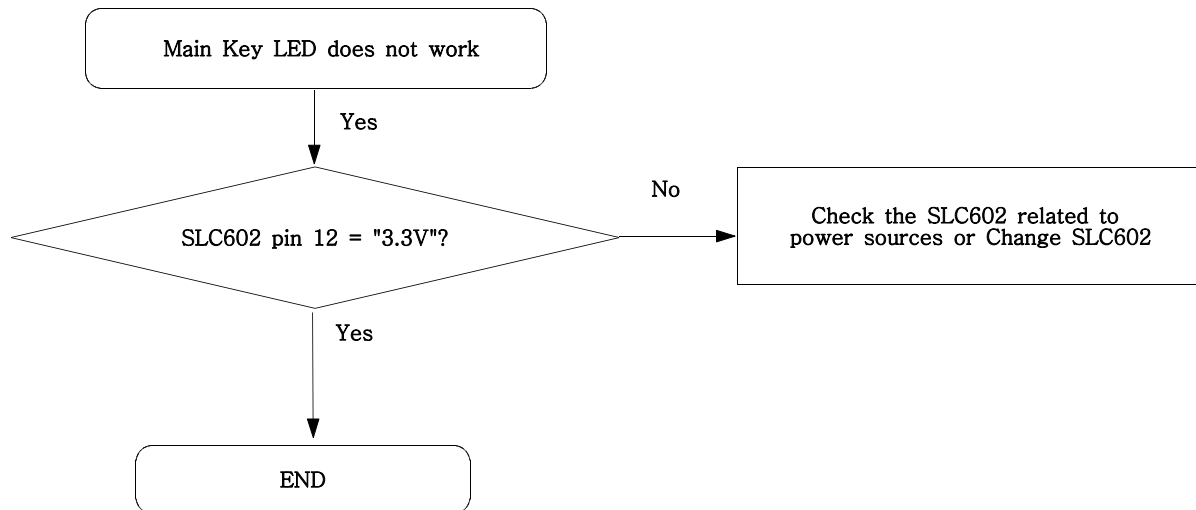 Main Key LED does not work
Yes
SLC602 pin 12 = "3.3V"?
No
Check the SLC602 related to
power sources or Change SLC602
Yes
END